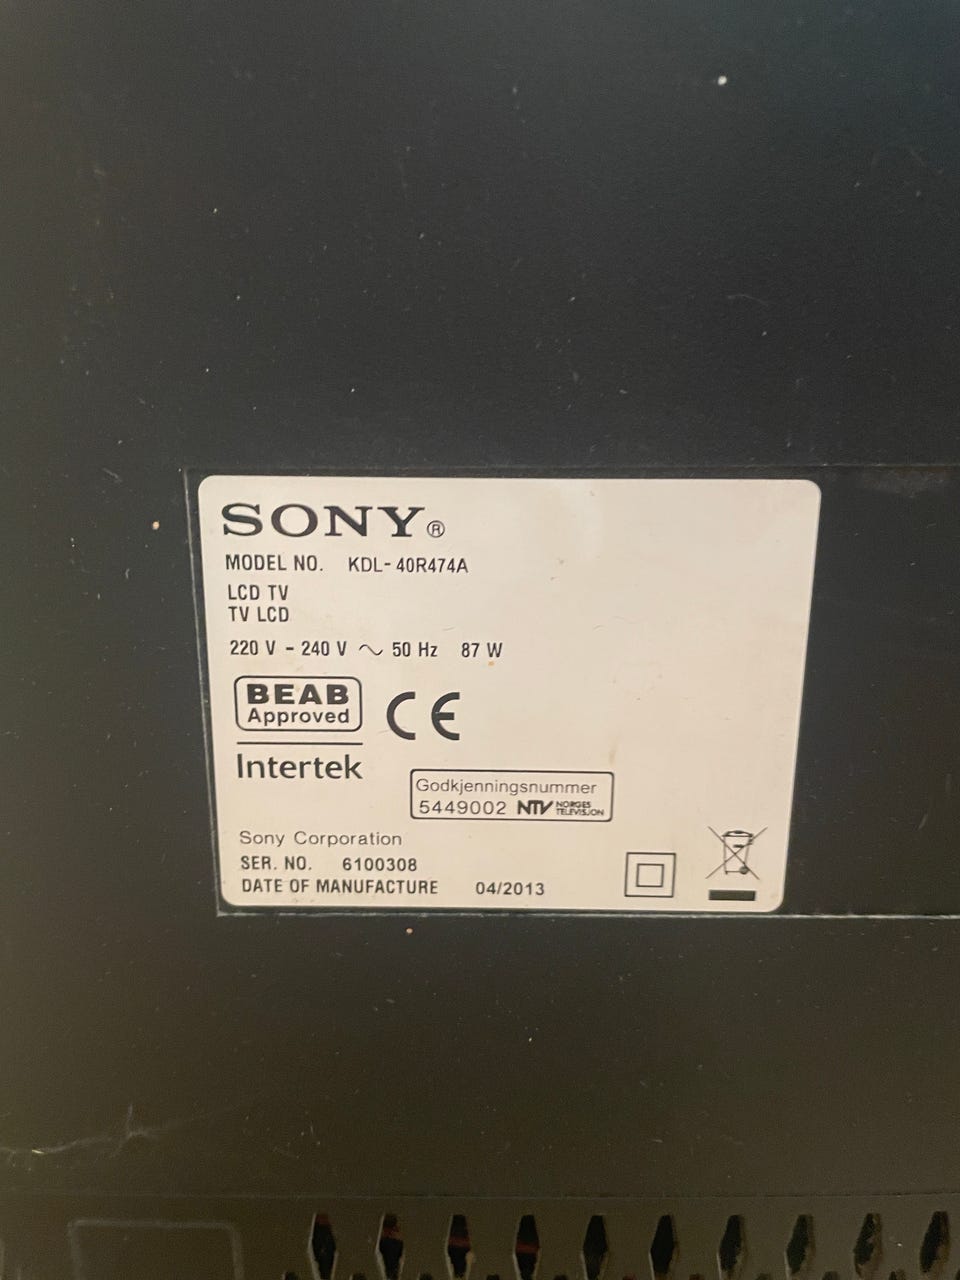 SONY®
MODEL NO. KDL-40R474A
LCD TV
TV LCD
220 V - 240 V ~ 50 Hz 87 W
BEAB
Approved
CE
Intertek
Godkjenningsnummer
5449002 NTV NORGES TELEVISJON
Sony Corporation
SER. NO. 6100308
DATE OF MANUFACTURE 04/2013